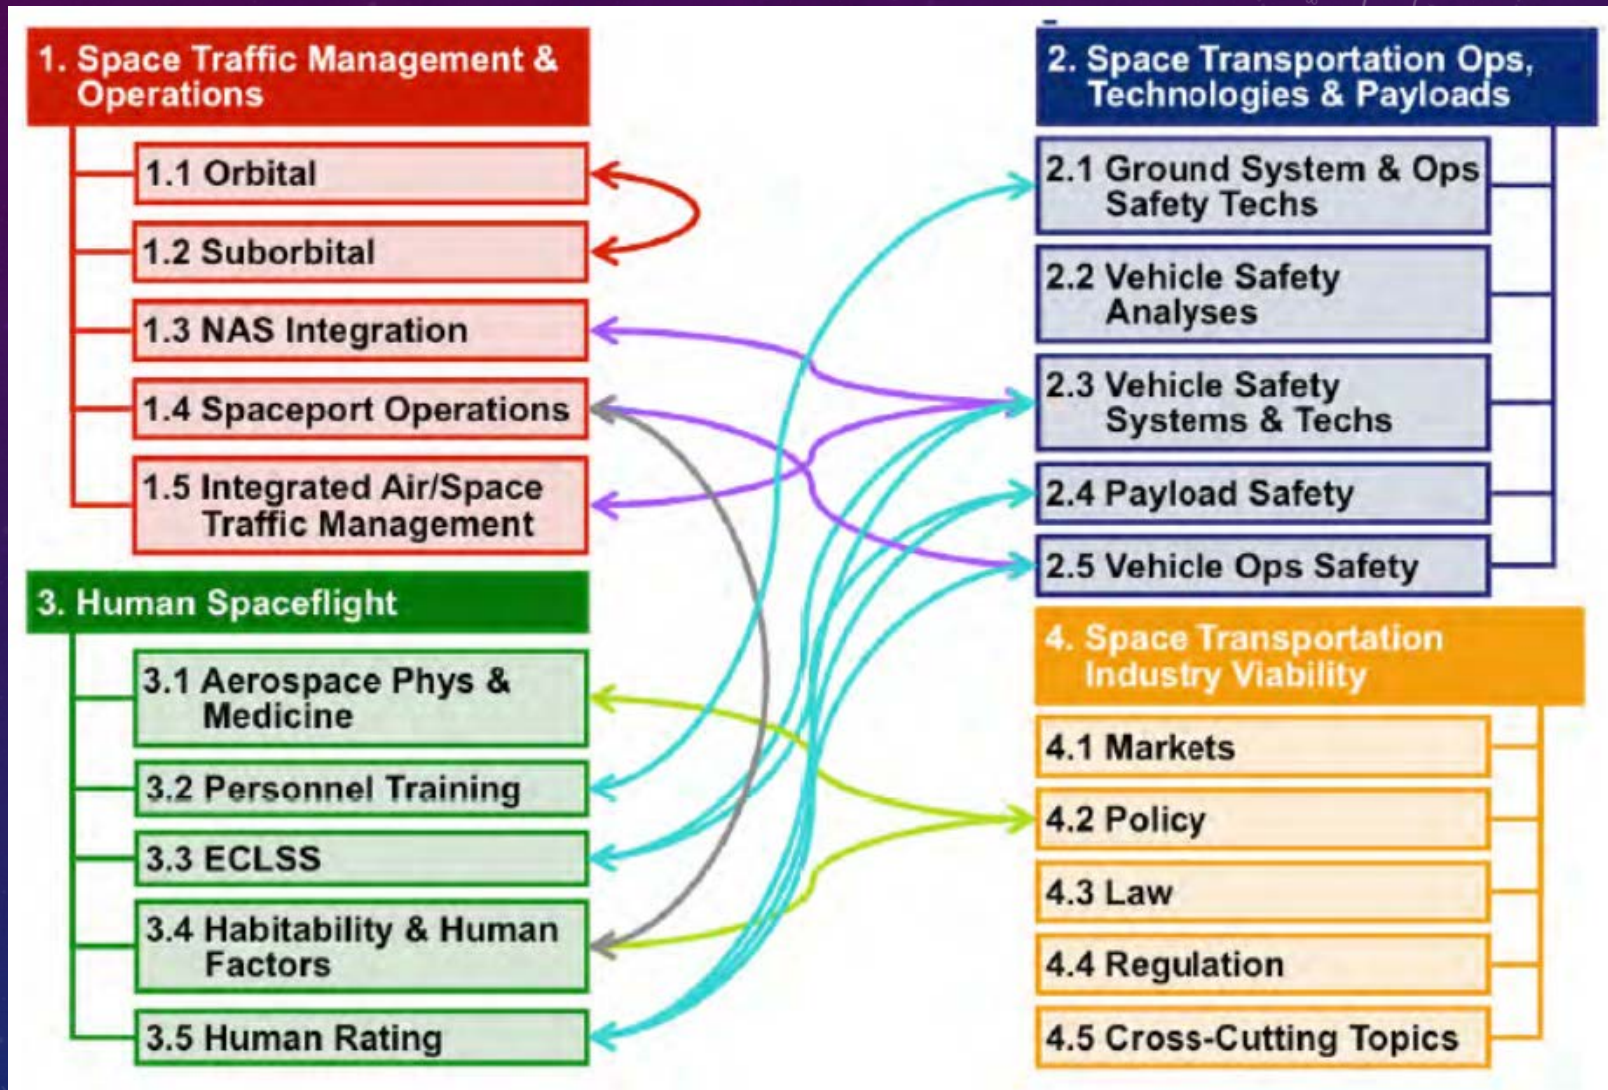 1. Space Traffic Management &
Operations
1.1 Orbital
1.2 Suborbital
1.3 NAS Integration
1.4 Spaceport Operations
1.5 Integrated Air/Space
Traffic Management
3. Human Spaceflight
3.1 Aerospace Phys &
Medicine
3.2 Personnel Training
3.3 ECLSS
3.4 Habitability & Human
Factors
3.5 Human Rating
2. Space Transportation Ops,
Technologies & Payloads
2.1 Ground System & Ops
Safety Techs
2.2 Vehicle Safety
Analyses
2.3 Vehicle Safety
Systems & Techs
2.4 Payload Safety
2.5 Vehicle Ops Safety
4. Space Transportation
Industry Viability
4.1 Markets
4.2 Policy
4.3 Law
4.4 Regulation
4.5 Cross-Cutting Topics